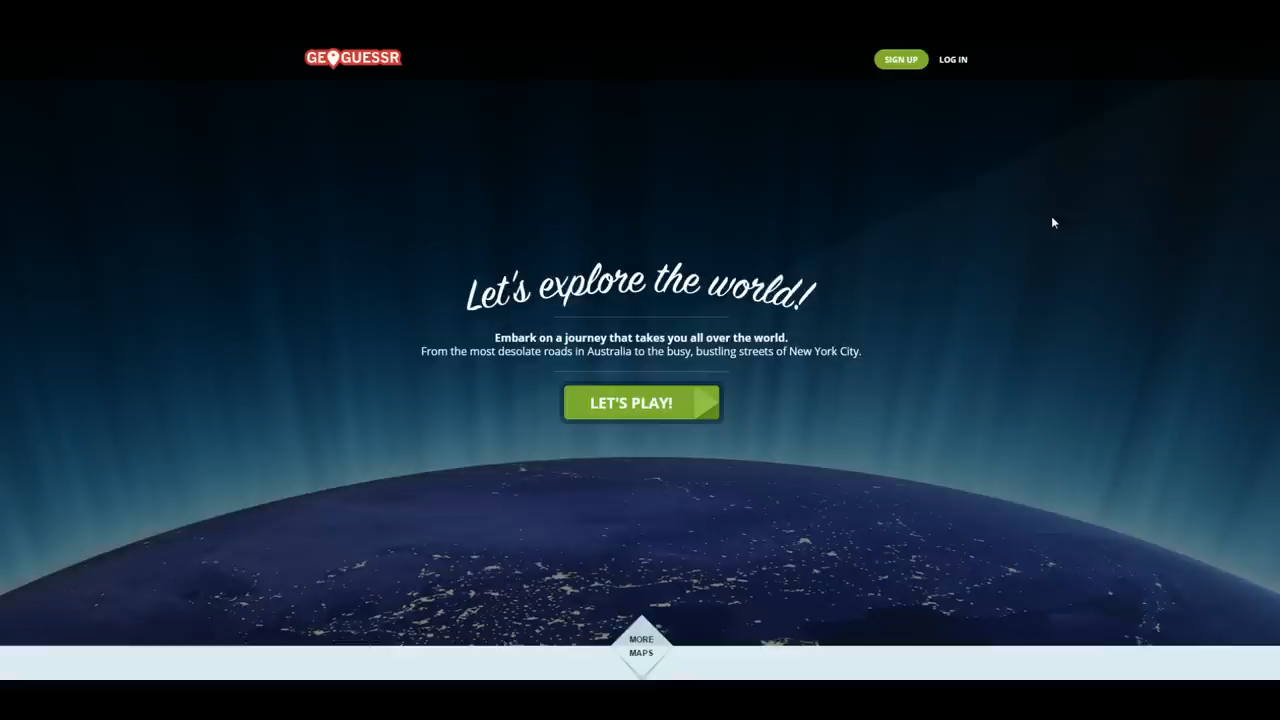 GEOGUESSR
SIGN UP
LOG IN
Let's explore the world!
Embark on a journey that takes you all over the world.
From the most desolate roads in Australia to the busy, bustling streets of New York City.
LET'S PLAY!
MORE
MAPS